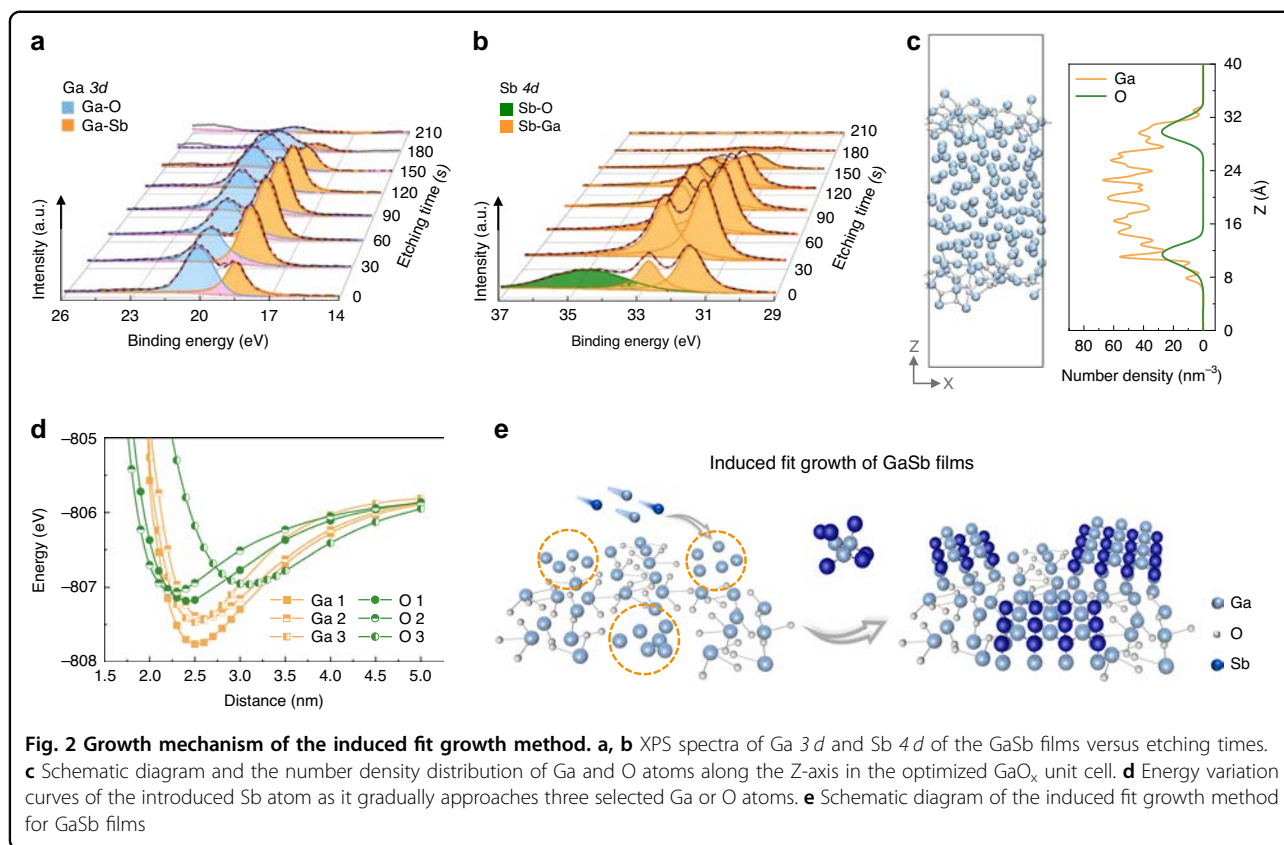 a
Ga 3d
Ga-O
Ga-Sb
Intensity (a.u.)
26 23 20 17 14
Binding energy (eV)
0
30
60
90
120
150
180
210
Etching time (s)
b
Sb 4d
Sb-O
Sb-Ga
Intensity (a.u.)
37 35 33 31 29
Binding energy (eV)
0
30
60
90
120
150
180
210
Etching time (s)
c
Z
X
Ga
O
40
32
24
16
8
0
Z (Å)
80 60 40 20 0
Number density (nm⁻³)
d
−805
−806
−807
−808
Energy (eV)
Ga 1 O 1
Ga 2 O 2
Ga 3 O 3
1.5 2.0 2.5 3.0 3.5 4.0 4.5 5.0
Distance (nm)
e
Induced fit growth of GaSb films
Ga
O
Sb
Fig. 2 Growth mechanism of the induced fit growth method. a, b XPS spectra of Ga 3 d and Sb 4 d of the GaSb films versus etching times.
c Schematic diagram and the number density distribution of Ga and O atoms along the Z-axis in the optimized GaOₓ unit cell. d Energy variation
curves of the introduced Sb atom as it gradually approaches three selected Ga or O atoms. e Schematic diagram of the induced fit growth method
for GaSb films